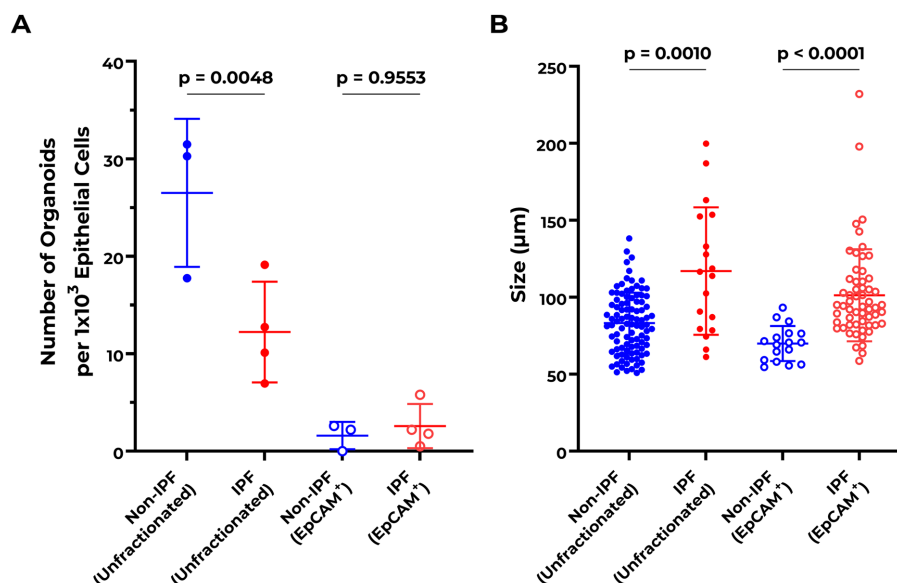 A
p = 0.0048
p = 0.9553
Number of Organoids
per 1x10³ Epithelial Cells
40
30
20
10
0
Non-IPF
(Unfractionated)
IPF
(Unfractionated)
Non-IPF
(EpCAM⁺)
IPF
(EpCAM⁺)
B
p = 0.0010
p < 0.0001
Size (µm)
250
200
150
100
50
0
Non-IPF
(Unfractionated)
IPF
(Unfractionated)
Non-IPF
(EpCAM⁺)
IPF
(EpCAM⁺)